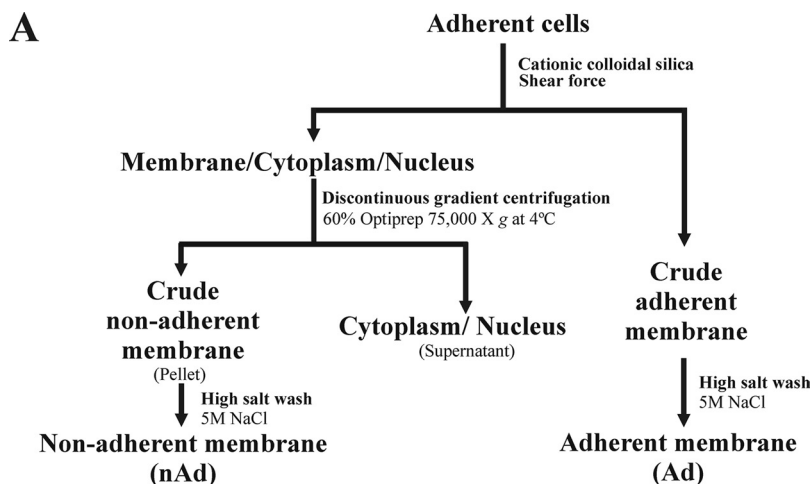 A
Adherent cells
Cationic colloidal silica
Shear force
Membrane/Cytoplasm/Nucleus
Discontinuous gradient centrifugation
60% Optiprep 75,000 X g at 4ºC
Crude
non-adherent
membrane
(Pellet)
Cytoplasm/ Nucleus
(Supernatant)
Crude
adherent
membrane
High salt wash
5M NaCl
High salt wash
5M NaCl
Non-adherent membrane
(nAd)
Adherent membrane
(Ad)